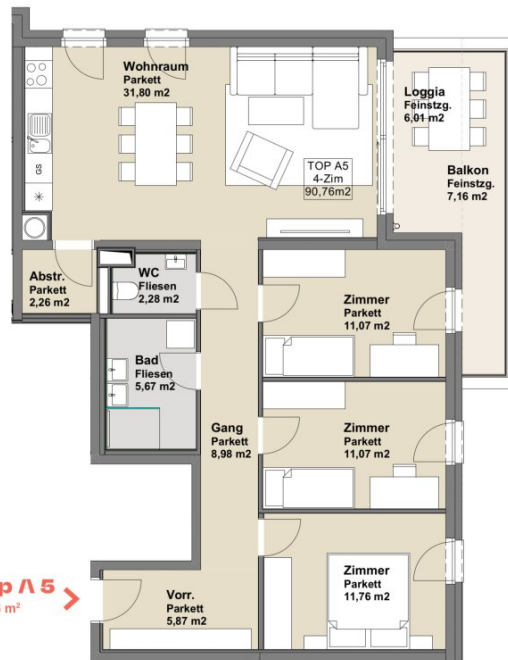 Wohnraum
Parkett
31,80 m2
Loggia
Feinstzg.
6,01 m2
TOP A5
4-Zim
90,76m2
Balkon
Feinstzg.
7,16 m2
GS
Abstr.
Parkett
2,26 m2
WC
Fliesen
2,28 m2
Zimmer
Parkett
11,07 m2
Bad
Fliesen
5,67 m2
Gang
Parkett
8,98 m2
Zimmer
Parkett
11,07 m2
Zimmer
Parkett
11,76 m2
p A 5
m²
Vorr.
Parkett
5,87 m2